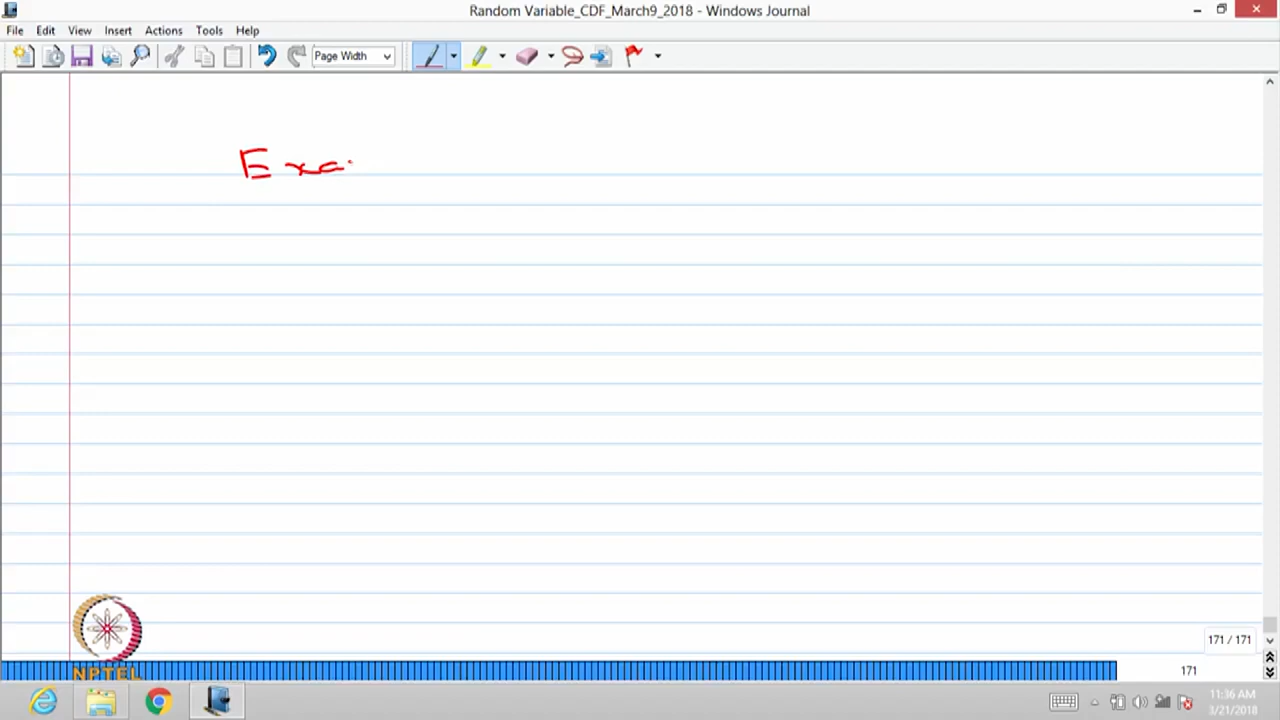 Random Variable_CDF_March9_2018 - Windows Journal
File Edit View Insert Actions Tools Help
Page Width
Exa
171 / 171
NPTEL
171
11:36 AM
3/21/2018